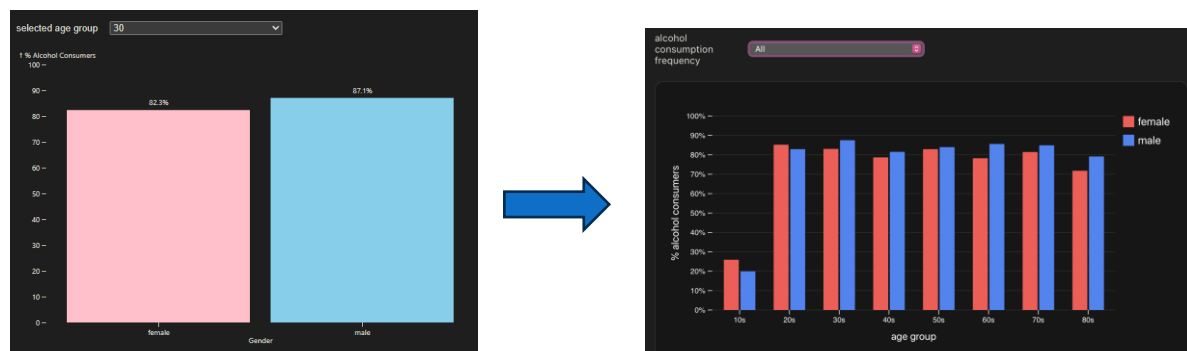 selected age group 30
↑ % Alcohol Consumers
100
90
80
70
60
50
40
30
20
10
0
82.3%
87.1%
female male
Gender
alcohol
consumption
frequency
All
100%
90%
80%
70%
60%
50%
40%
30%
20%
10%
0%
% alcohol consumers
10s 20s 30s 40s 50s 60s 70s 80s
age group
female
male